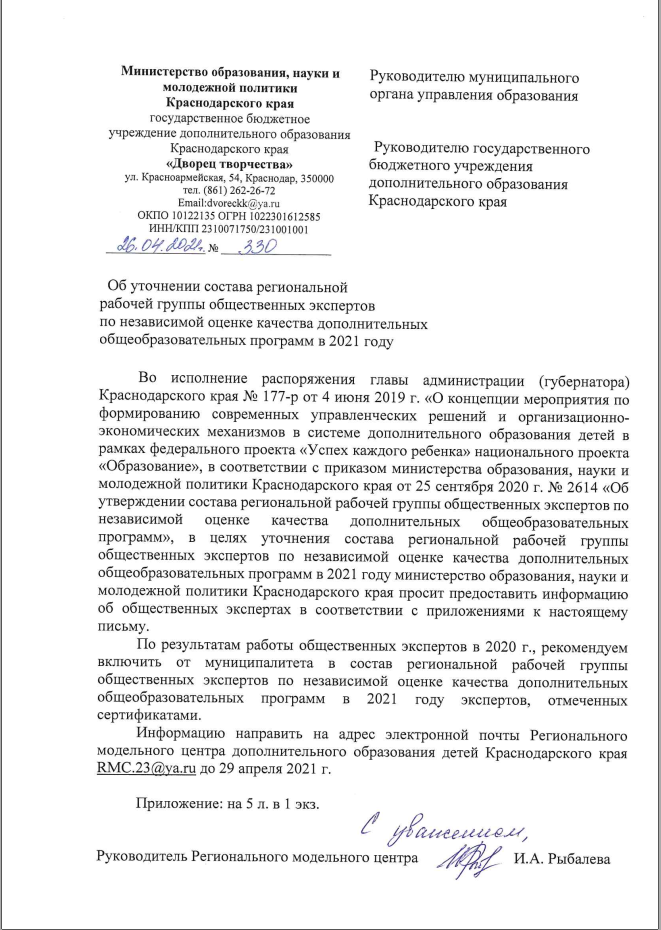 Министерство образования, науки и
молодежной политики
Краснодарского края
государственное бюджетное
учреждение дополнительного образования
Краснодарского края
«Дворец творчества»
ул. Красноармейская, 54, Краснодар, 350000
тел. (861) 262-26-72
Email:dvoreckk@ya.ru
ОКПО 10122135 ОГРН 1022301612585
ИНН/КПП 2310071750/231001001
26.04.2021г. № 330
Руководителю муниципального
органа управления образования
Руководителю государственного
бюджетного учреждения
дополнительного образования
Краснодарского края
Об уточнении состава региональной
рабочей группы общественных экспертов
по независимой оценке качества дополнительных
общеобразовательных программ в 2021 году
Во исполнение распоряжения главы администрации (губернатора)
Краснодарского края № 177-р от 4 июня 2019 г. «О концепции мероприятия по
формированию современных управленческих решений и организационно-
экономических механизмов в системе дополнительного образования детей в
рамках федерального проекта «Успех каждого ребенка» национального проекта
«Образование», в соответствии с приказом министерства образования, науки и
молодежной политики Краснодарского края от 25 сентября 2020 г. № 2614 «Об
утверждении состава региональной рабочей группы общественных экспертов по
независимой оценке качества дополнительных общеобразовательных
программ», в целях уточнения состава региональной рабочей группы
общественных экспертов по независимой оценке качества дополнительных
общеобразовательных программ в 2021 году министерство образования, науки и
молодежной политики Краснодарского края просит предоставить информацию
об общественных экспертах в соответствии с приложениями к настоящему
письму.
По результатам работы общественных экспертов в 2020 г., рекомендуем
включить от муниципалитета в состав региональной рабочей группы
общественных экспертов по независимой оценке качества дополнительных
общеобразовательных программ в 2021 году экспертов, отмеченных
сертификатами.
Информацию направить на адрес электронной почты Регионального
модельного центра дополнительного образования детей Краснодарского края
RMC.23@ya.ru до 29 апреля 2021 г.
Приложение: на 5 л. в 1 экз.
С уважением,
Руководитель Регионального модельного центра И.А. Рыбалева